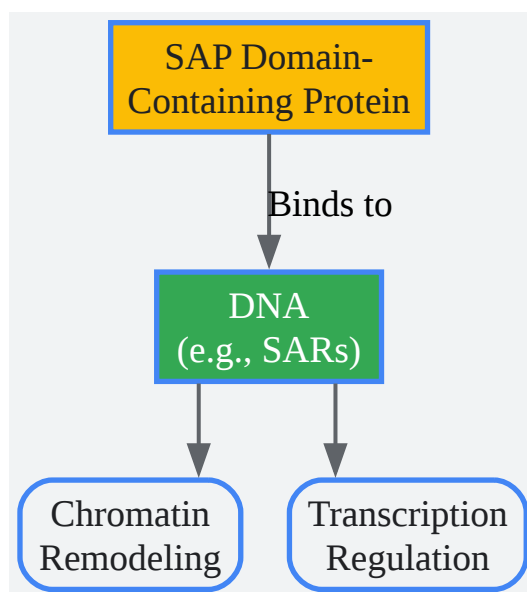 SAP Domain-
Containing Protein
Binds to
DNA
(e.g., SARs)
Chromatin
Remodeling
Transcription
Regulation